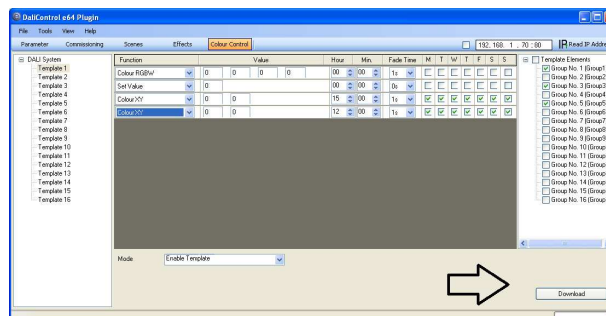 DaliControl e64 Plugin
File Tools View Help
Parameter Commissioning Scenes Effects Colour Control 192. 168. 1 . 70 : 80 Read IP Addre
DALI System
Template 1
Template 2
Template 3
Template 4
Template 5
Template 6
Template 7
Template 8
Template 9
Template 10
Template 11
Template 12
Template 13
Template 14
Template 15
Template 16
Function Value Hour Min. Fade Time M T W T F S S
Colour RGBW 0 0 0 0 00 00 1s
Set Value 0 00 00 0s
Colour XY 0 0 15 00 1s
Colour XY 0 0 12 00 1s
Template Elements
Group No. 1 (Group1
Group No. 2 (Group2
Group No. 3 (Group3
Group No. 4 (Group4
Group No. 5 (Group5
Group No. 6 (Group6
Group No. 7 (Group7
Group No. 8 (Group8
Group No. 9 (Group9
Group No. 10 (Group
Group No. 11 (Group
Group No. 12 (Group
Group No. 13 (Group
Group No. 14 (Group
Group No. 15 (Group
Group No. 16 (Group
Mode Enable Template
Download